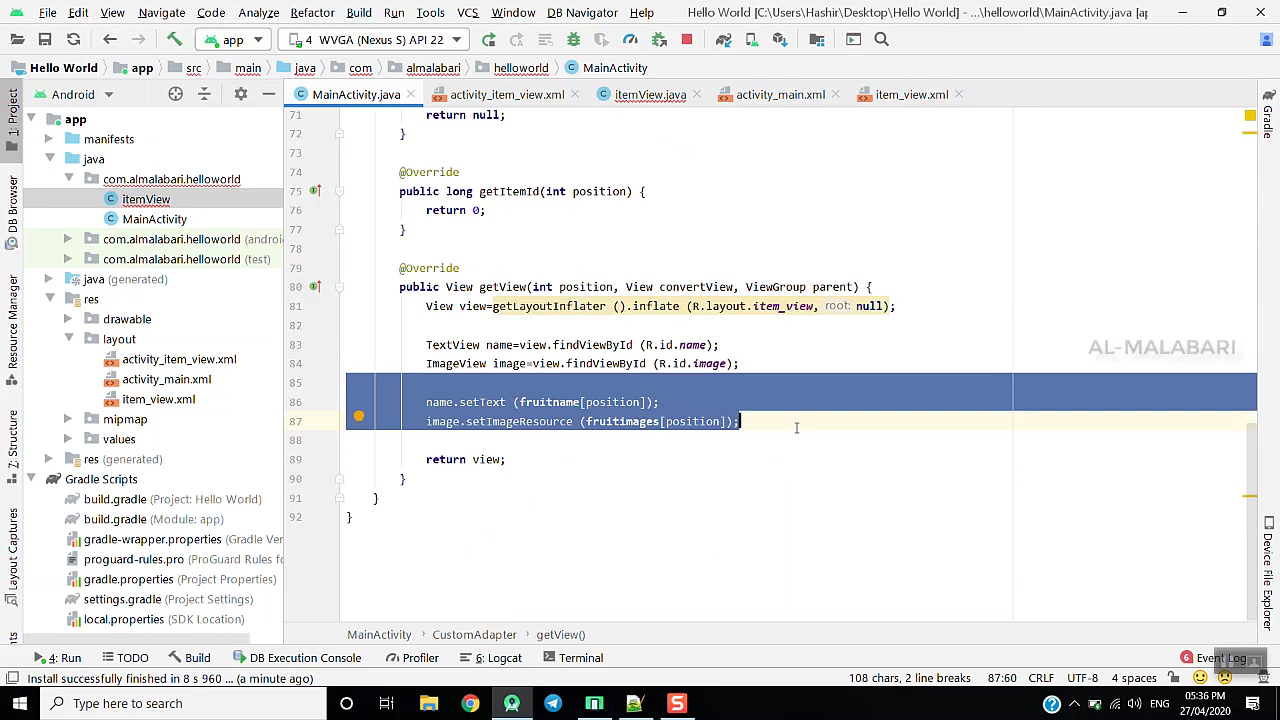 File Edit View Navigate Code Analyze Refactor Build Run Tools VCS Window DB Navigator Help Hello World [C:\Users\Hashir\Desktop\Hello World] - ...\helloworld\MainActivity.java [ap
app 4 WVGA (Nexus S) API 22
Hello World app src main java com almalabari helloworld MainActivity
Android
MainActivity.java activity_item_view.xml itemView.java activity_main.xml item_view.xml
1: Project
DB Browser
Resource Manager
Z: Structure
Layout Captures
app
manifests
java
com.almalabari.helloworld
itemView
MainActivity
com.almalabari.helloworld (andro
com.almalabari.helloworld (test)
java (generated)
res
drawable
layout
activity_item_view.xml
activity_main.xml
item_view.xml
mipmap
values
res (generated)
Gradle Scripts
build.gradle (Project: Hello World)
build.gradle (Module: app)
gradle-wrapper.properties (Gradle Ver
proguard-rules.pro (ProGuard Rules fo
gradle.properties (Project Properties)
settings.gradle (Project Settings)
local.properties (SDK Location)
71 return null;
72 }
73
74 @Override
75 public long getItemId(int position) {
76 return 0;
77 }
78
79 @Override
80 public View getView(int position, View convertView, ViewGroup parent) {
81 View view=getLayoutInflater ().inflate (R.layout.item_view, root: null);
82
83 TextView name=view.findViewById (R.id.name);
84 ImageView image=view.findViewById (R.id.image);
85
86 name.setText (fruitname[position]);
87 image.setImageResource (fruitimages[position]);
88
89 return view;
90 }
91 }
92 }
AL-MALABARI
Gradle
Device File Explorer
MainActivity CustomAdapter getView()
4: Run TODO Build DB Execution Console Profiler 6: Logcat Terminal 6 Event Log
Install successfully finished in 8 s 960 ... (a minute ago) 108 chars, 2 line breaks 87:60 CRLF UTF-8 4 spaces
Type here to search
ENG
05:36 PM
27/04/2020